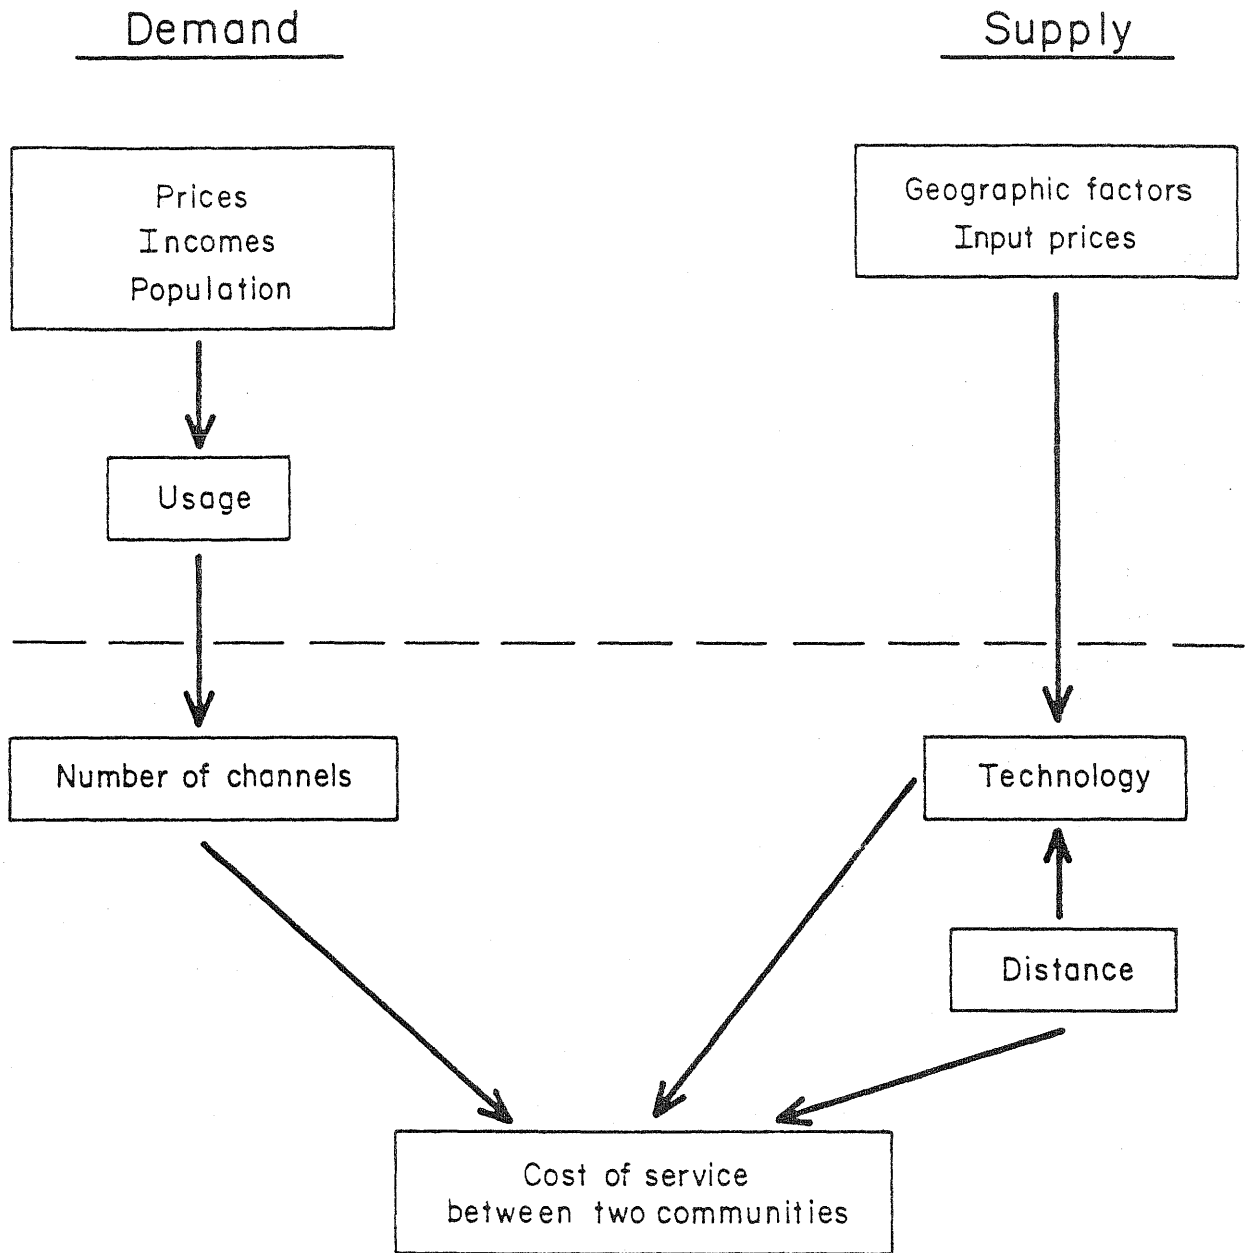 Demand
Supply
Prices
Incomes
Population
Geographic factors
Input prices
Usage
Number of channels
Technology
Distance
Cost of service
between two communities